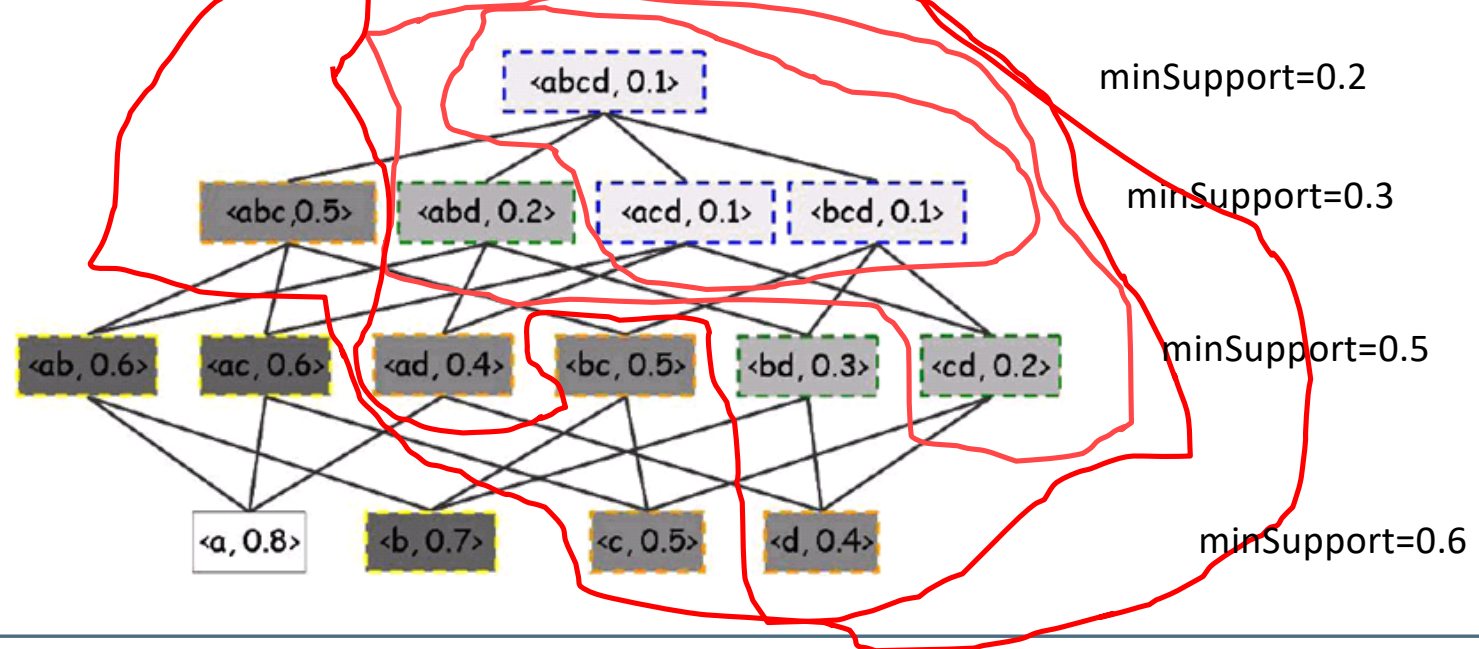 <abcd, 0.1>
minSupport=0.2
<abc,0.5> <abd, 0.2> <acd, 0.1> <bcd, 0.1>
minSupport=0.3
<ab, 0.6> <ac, 0.6> <ad, 0.4> <bc, 0.5> <bd, 0.3> <cd, 0.2>
minSupport=0.5
<a, 0.8> <b, 0.7> <c, 0.5> <d, 0.4>
minSupport=0.6